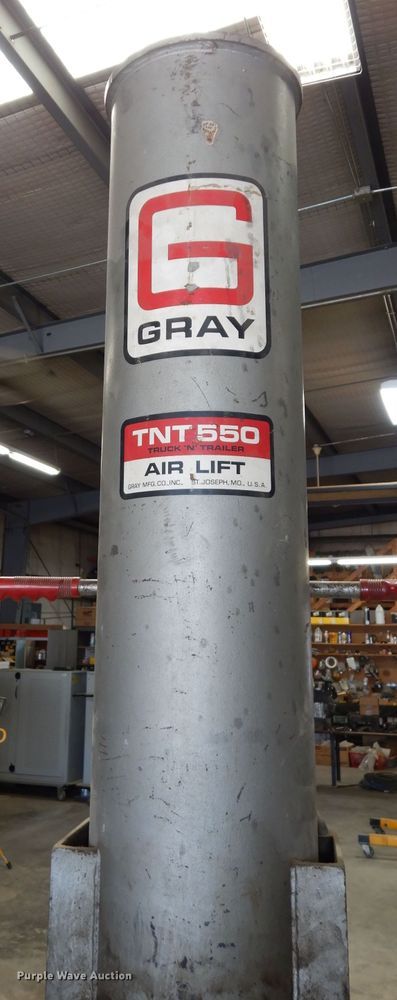 G
GRAY
TNT 550
TRUCK 'N' TRAILER
AIR LIFT
GRAY MFG. CO., INC., ST. JOSEPH, MO., U.S.A.
Purple Wave Auction